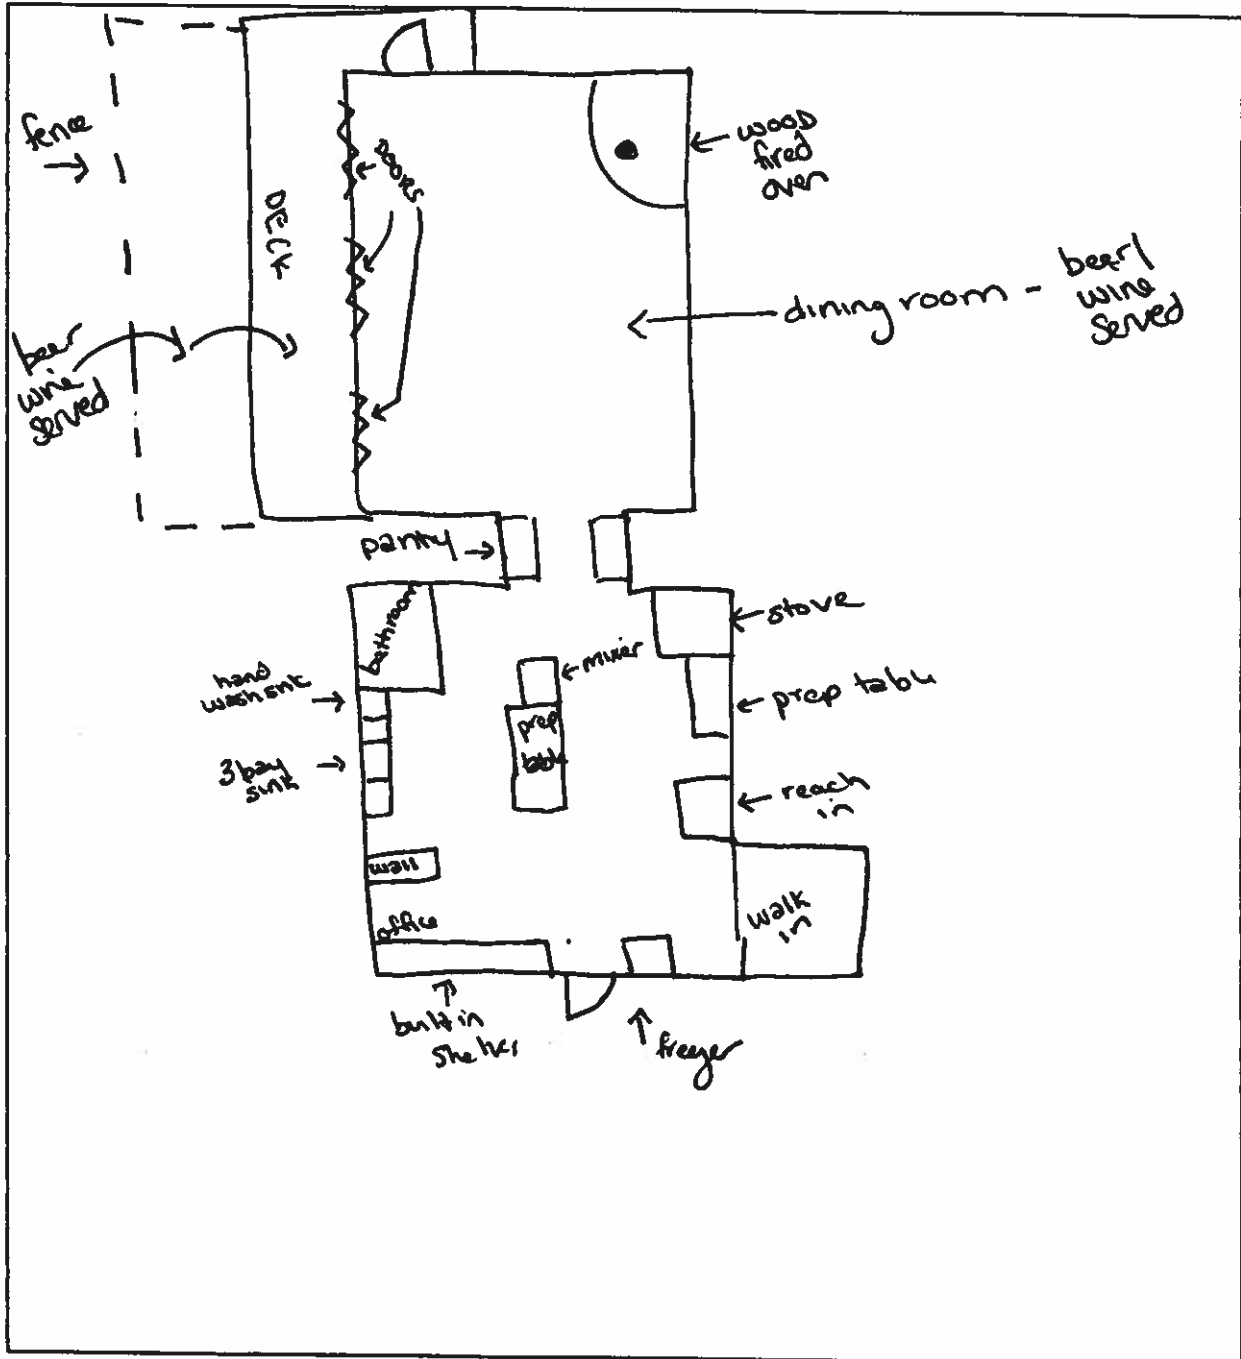 fence
→
DECK
DOORS
wood
fired
oven
dining room - beer/
wine
served
beer
wine
served
pantry
bathroom
stove
mixer
hand
wash sink
prep table
prep
table
3 bay
sink
reach
in
wall
office
walk
in
built in
shelves
freezer